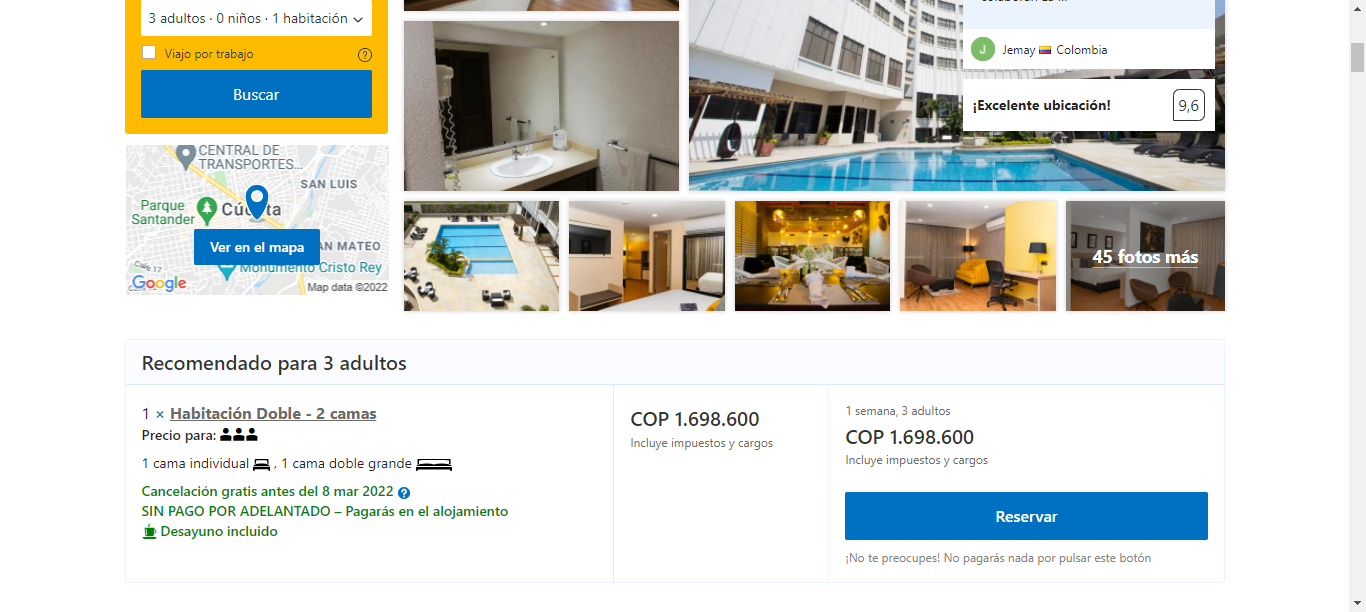 3 adultos · 0 niños · 1 habitación
Viajo por trabajo
Buscar
J Jemay Colombia
¡Excelente ubicación! 9,6
CENTRAL DE
TRANSPORTES...
SAN LUIS
Parque
Santander
Ver en el mapa
AN MATEO
Monumento Cristo Rey
Google
Map data ©2022
45 fotos más
Recomendado para 3 adultos
1 × Habitación Doble - 2 camas
Precio para:
1 cama individual , 1 cama doble grande
Cancelación gratis antes del 8 mar 2022
SIN PAGO POR ADELANTADO – Pagarás en el alojamiento
Desayuno incluido
COP 1.698.600
Incluye impuestos y cargos
1 semana, 3 adultos
COP 1.698.600
Incluye impuestos y cargos
Reservar
¡No te preocupes! No pagarás nada por pulsar este botón